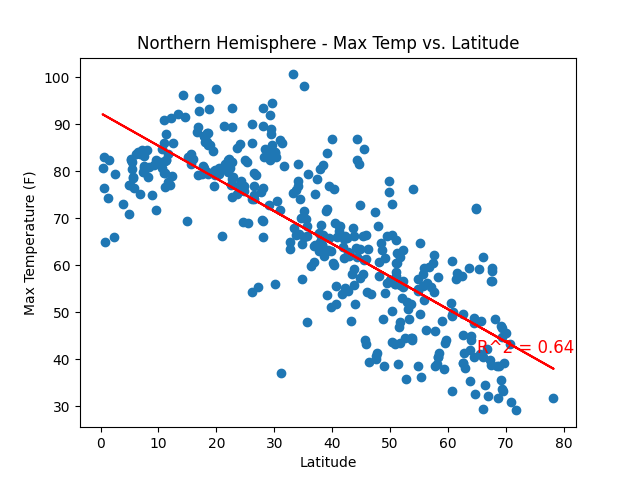 Northern Hemisphere - Max Temp vs. Latitude
100
90
80
70
60
50
40
30
Max Temperature (F)
R^2 = 0.64
0 10 20 30 40 50 60 70 80
Latitude